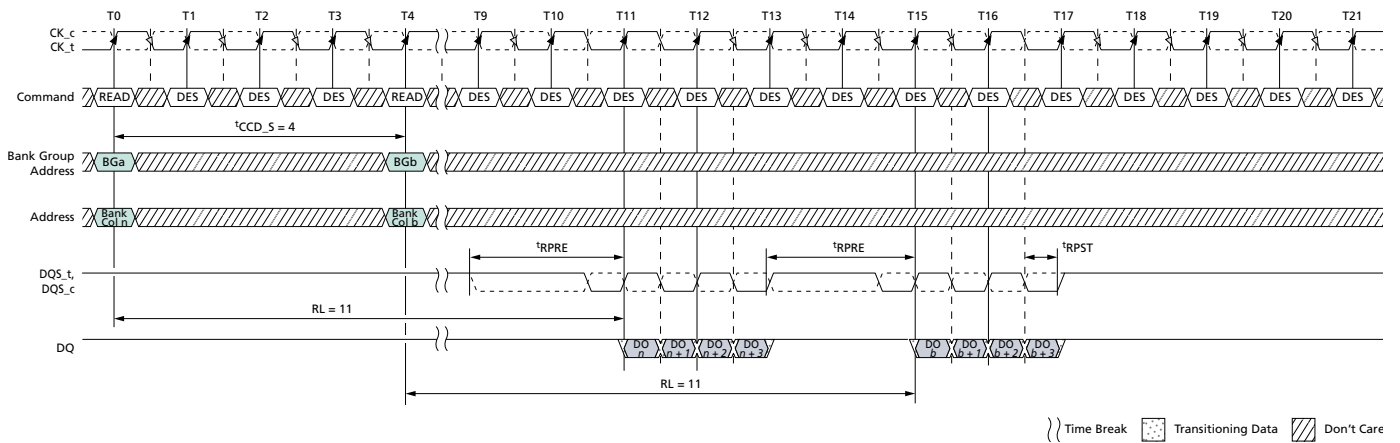 T0 T1 T2 T3 T4 T9 T10 T11 T12 T13 T14 T15 T16 T17 T18 T19 T20 T21
CK_c
CK_t
Command READ DES DES DES READ DES DES DES DES DES DES DES DES DES DES DES DES DES
tCCD_S = 4
Bank Group Address BGa BGb
Address Bank Col n Bank Col b
tRPRE tRPRE tRPST
DQS_t,
DQS_c
RL = 11
DQ DO n DO n + 1 DO n + 2 DO n + 3 DO b DO b + 1 DO b + 2 DO b + 3
RL = 11
Time Break Transitioning Data Don't Care